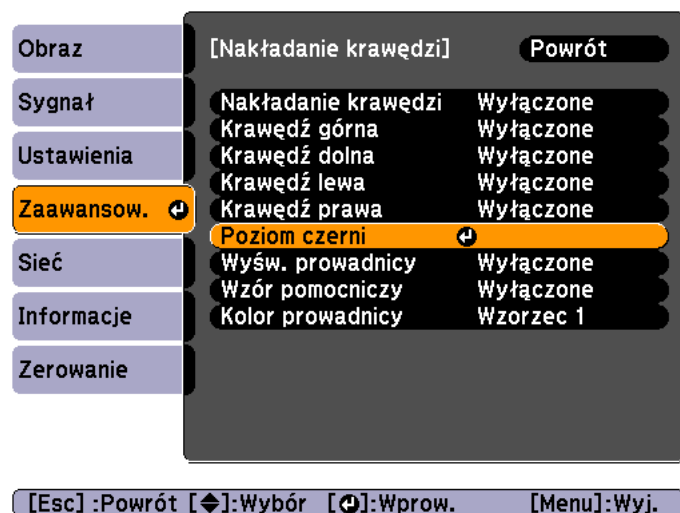 Obraz
Sygnał
Ustawienia
Zaawansow.
Sieć
Informacje
Zerowanie
[Nakładanie krawędzi] Powrót
Nakładanie krawędzi Wyłączone
Krawędź górna Wyłączone
Krawędź dolna Wyłączone
Krawędź lewa Wyłączone
Krawędź prawa Wyłączone
Poziom czerni
Wyśw. prowadnicy Wyłączone
Wzór pomocniczy Wyłączone
Kolor prowadnicy Wzorzec 1
[Esc] :Powrót [◆]:Wybór [⏎]:Wprow. [Menu]:Wyj.